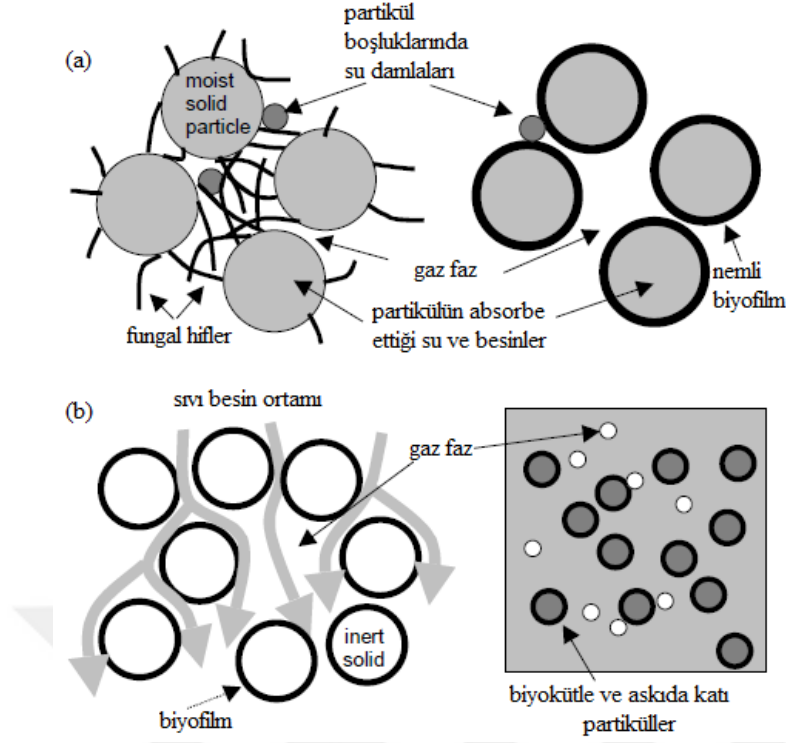 partikül
boşluklarında
su damlaları
(a)
moist
solid
particle
gaz faz
nemli
biyofilm
fungal hifler
partikülün absorbe
ettiği su ve besinler
(b)
sıvı besin ortamı
gaz faz
inert
solid
biyofilm
biyokütle ve askıda katı
partiküller